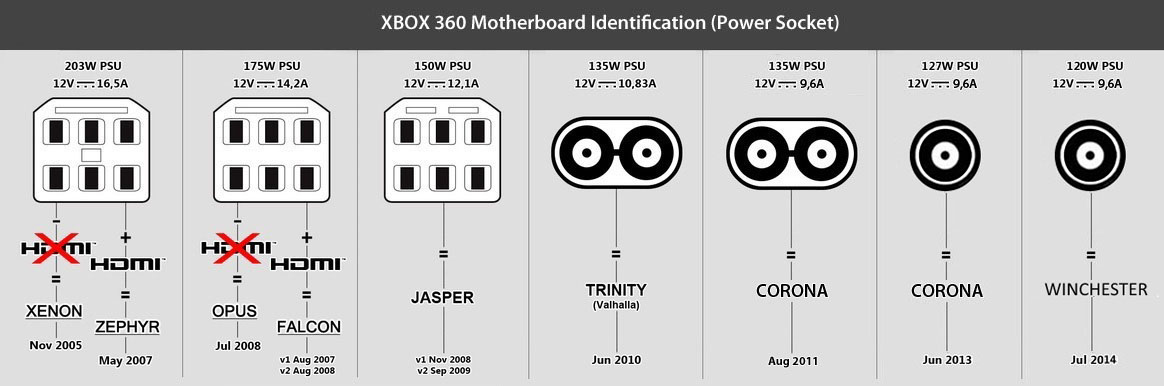 XBOX 360 Motherboard Identification (Power Socket)
203W PSU
12V 16,5A
HDMI
HDMI
-
+
=
=
XENON
ZEPHYR
Nov 2005
May 2007
175W PSU
12V 14,2A
-
+
HDMI
HDMI
=
=
OPUS
FALCON
Jul 2008
v1 Aug 2007
v2 Aug 2008
150W PSU
12V 12,1A
=
JASPER
v1 Nov 2008
v2 Sep 2009
135W PSU
12V 10,83A
=
TRINITY
(Valhalla)
Jun 2010
135W PSU
12V 9,6A
=
CORONA
Aug 2011
127W PSU
12V 9,6A
=
CORONA
Jun 2013
120W PSU
12V 9,6A
=
WINCHESTER
Jul 2014